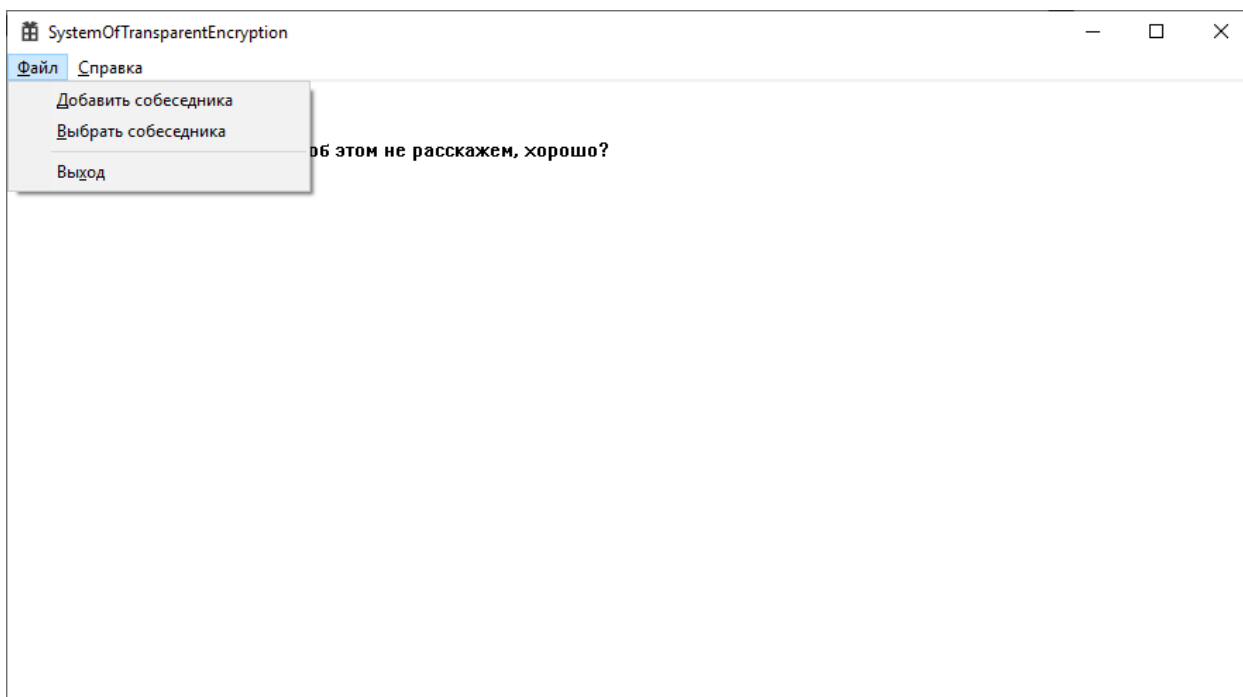 SystemOfTransparentEncryption
Файл Справка
Добавить собеседника
Выбрать собеседника
об этом не расскажем, хорошо?
Выход